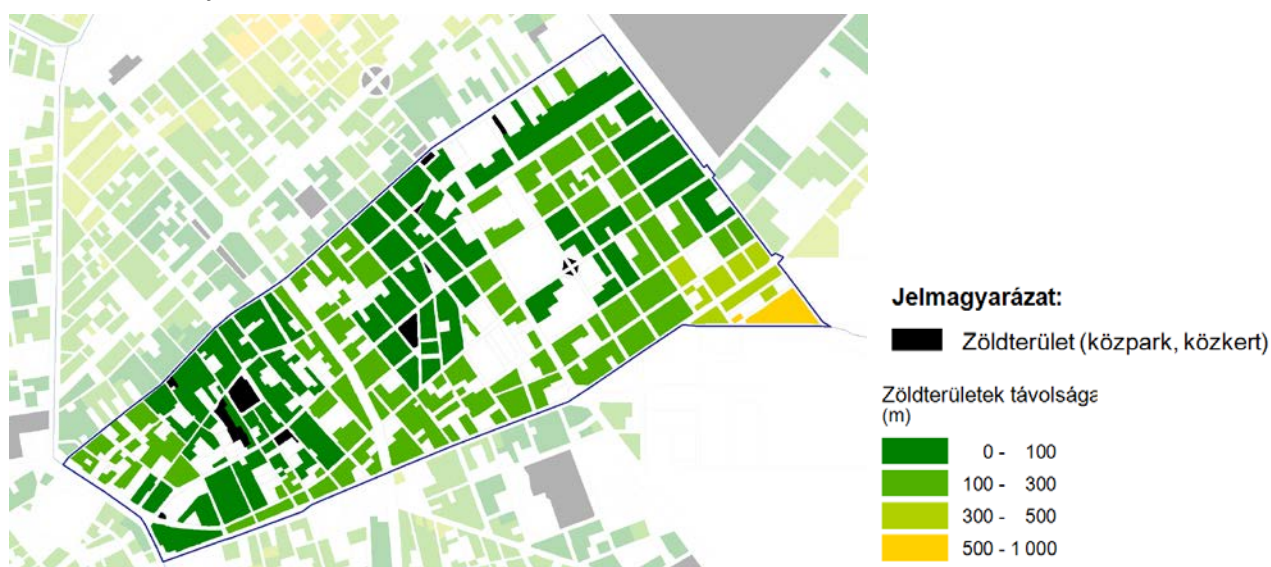 Jelmagyarázat:
Zöldterület (közpark, közkert)
Zöldterületek távolsága
(m)
0 - 100
100 - 300
300 - 500
500 - 1 000